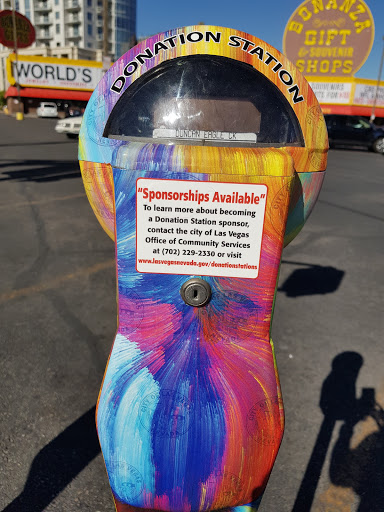 BONANZA
GIFT
& SOUVENIR
SHOPS
WORLD'S
DONATION STATION
"Sponsorships Available"
To learn more about becoming
a Donation Station sponsor,
contact the city of Las Vegas
Office of Community Services
at (702) 229-2330 or visit
www.lasvegasnevada.gov/donationstations